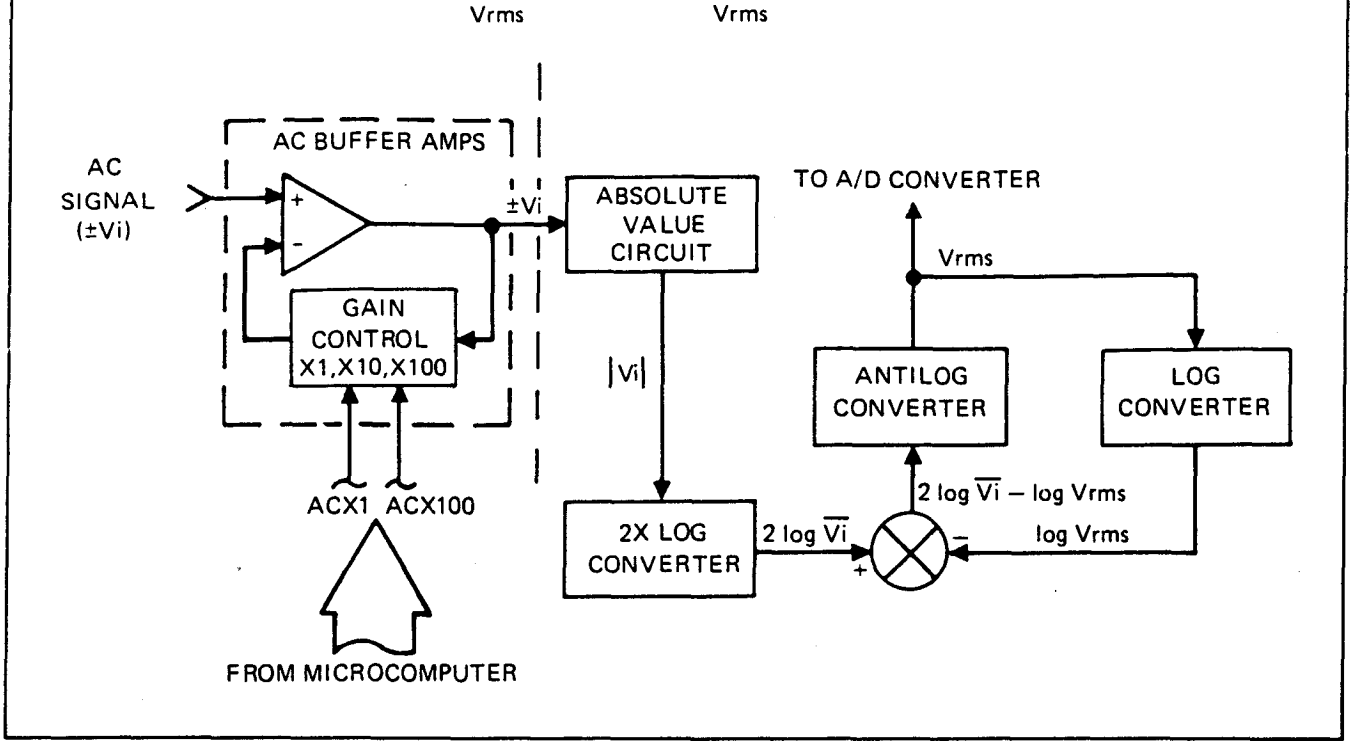 Vrms Vrms
AC BUFFER AMPS
AC
SIGNAL
(±Vi)
+
−
GAIN
CONTROL
X1, X10, X100
ACX1 ACX100
FROM MICROCOMPUTER
±Vi
ABSOLUTE
VALUE
CIRCUIT
|Vi|
2X LOG
CONVERTER
2 log V̅i̅
+
−
2 log V̅i̅ − log Vrms
log Vrms
ANTILOG
CONVERTER
LOG
CONVERTER
Vrms
TO A/D CONVERTER